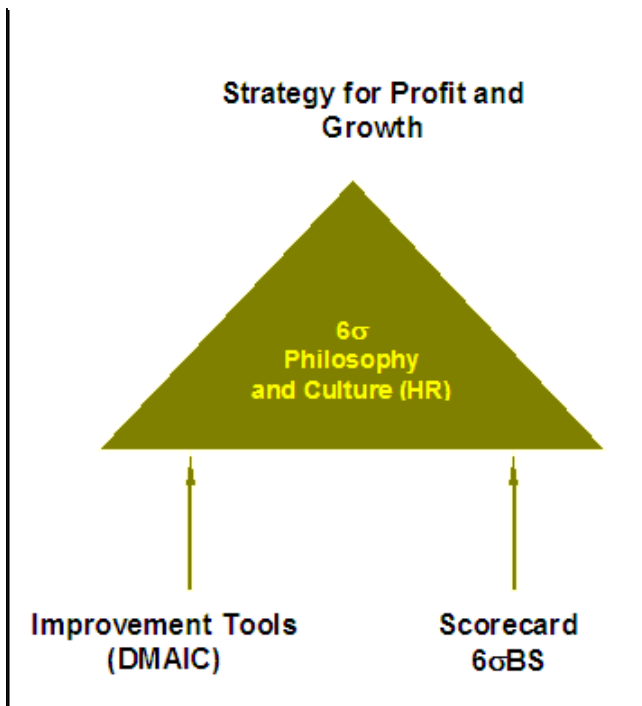 Strategy for Profit and
Growth
6σ
Philosophy
and Culture (HR)
Improvement Tools
(DMAIC)
Scorecard
6σBS